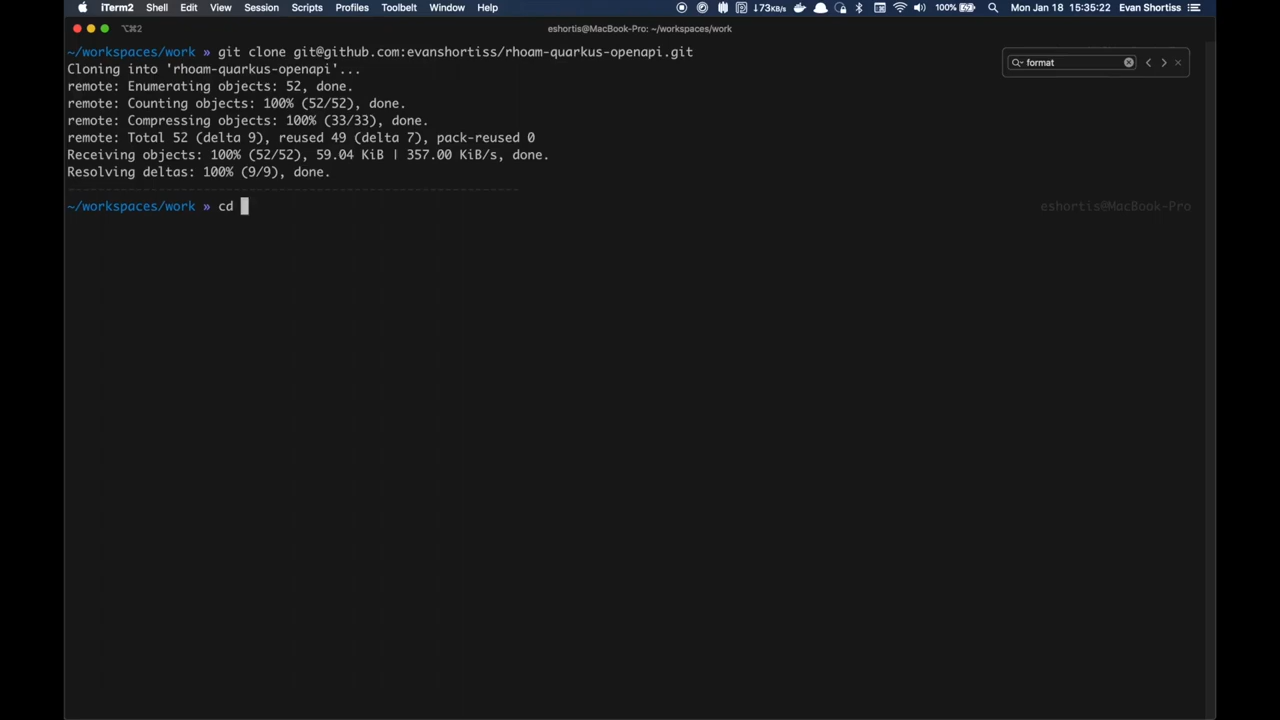 iTerm2 Shell Edit View Session Scripts Profiles Toolbelt Window Help 73KB/s 100% Mon Jan 18 15:35:22 Evan Shortiss
⌥⌘2 eshortis@MacBook-Pro: ~/workspaces/work
~/workspaces/work » git clone git@github.com:evanshortiss/rhoam-quarkus-openapi.git
format
Cloning into 'rhoam-quarkus-openapi'...
remote: Enumerating objects: 52, done.
remote: Counting objects: 100% (52/52), done.
remote: Compressing objects: 100% (33/33), done.
remote: Total 52 (delta 9), reused 49 (delta 7), pack-reused 0
Receiving objects: 100% (52/52), 59.04 KiB | 357.00 KiB/s, done.
Resolving deltas: 100% (9/9), done.
------------------------------------------------------------
~/workspaces/work » cd eshortis@MacBook-Pro